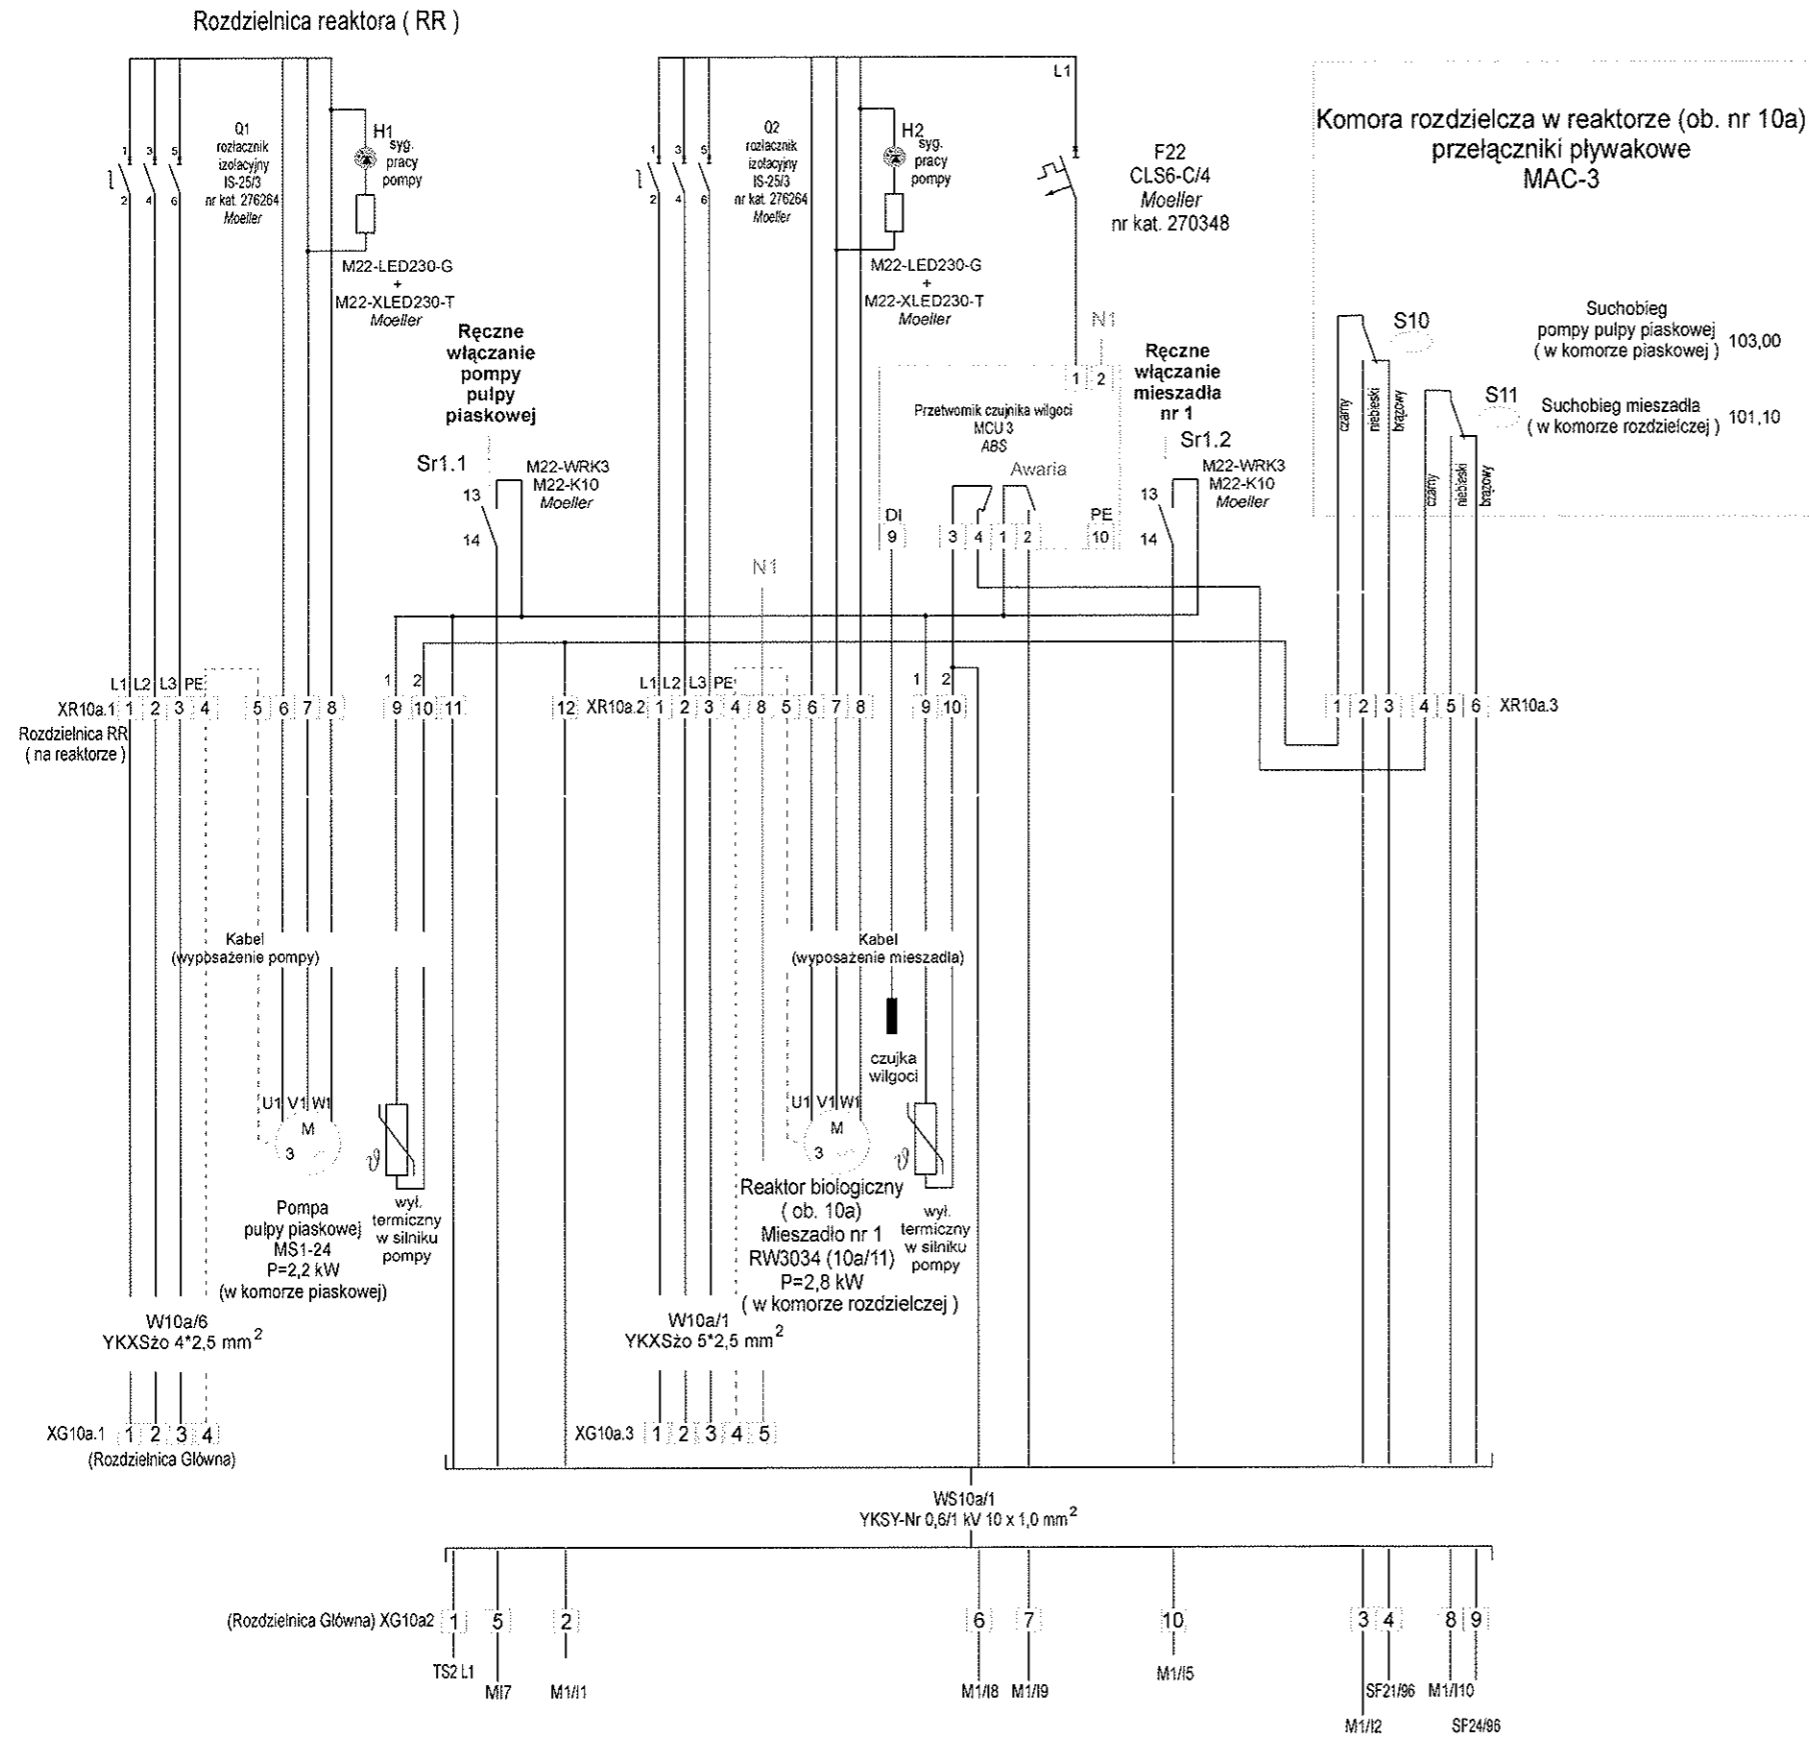 Rozdzielnica reaktora ( RR )
Q1
rozłacznik
izolacyjny
IS-25/3
nr kat. 276264
Moeller
1 3 5
2 4 6
H1
syg.
pracy
pompy
M22-LED230-G
+
M22-XLED230-T
Moeller
Ręczne
włączanie
pompy
pulpy
piaskowej
Sr1.1
13
14
M22-WRK3
M22-K10
Moeller
Q2
rozłacznik
izolacyjny
IS-25/3
nr kat. 276264
Moeller
1 3 5
2 4 6
H2
syg.
pracy
pompy
M22-LED230-G
+
M22-XLED230-T
Moeller
L1
F22
CLS6-C/4
Moeller
nr kat. 270348
N1
1 2
Przetwornik czujnika wilgoci
MCU 3
ABS
Awaria
DI
9 3 4 1 2
PE
10
Ręczne
włączanie
mieszadła
nr 1
Sr1.2
13
14
M22-WRK3
M22-K10
Moeller
N1
Komora rozdzielcza w reaktorze (ob. nr 10a)
przełączniki pływakowe
MAC-3
S10
Suchobieg
pompy pulpy piaskowej
( w komorze piaskowej )
103,00
czarny
niebieski
brązowy
S11
Suchobieg mieszadła
( w komorze rozdzielczej )
101,10
czarny
niebieski
brązowy
L1 L2 L3 PE
1 2
XR10a.1 1 2 3 4 5 6 7 8 9 10 11 12
Rozdzielnica RR
( na reaktorze )
L1 L2 L3 PE
1 2
XR10a.2 1 2 3 4 8 5 6 7 8 9 10
1 2 3 4 5 6 XR10a.3
Kabel
(wyposażenie pompy)
Kabel
(wyposażenie mieszadla)
czujka
wilgoci
U1 V1 W1
M
3
ϑ
Pompa
pulpy piaskowej
MS1-24
P=2,2 kW
(w komorze piaskowej)
wył.
termiczny
w silniku
pompy
U1 V1 W1
M
3
ϑ
Reaktor biologiczny
( ob. 10a)
Mieszadło nr 1
RW3034 (10a/11)
P=2,8 kW
( w komorze rozdzielczej )
wył.
termiczny
w silniku
pompy
W10a/6
YKXSżo 4*2,5 mm²
W10a/1
YKXSżo 5*2,5 mm²
XG10a.1 1 2 3 4
(Rozdzielnica Główna)
XG10a.3 1 2 3 4 5
WS10a/1
YKSY-Nr 0,6/1 kV 10 x 1,0 mm²
(Rozdzielnica Główna) XG10a2 1 5 2 6 7 10 3 4 8 9
TS2 L1
MI7
M1/I1
M1/I8
M1/I9
M1/I5
M1/I2
SF21/96
M1/I10
SF24/96